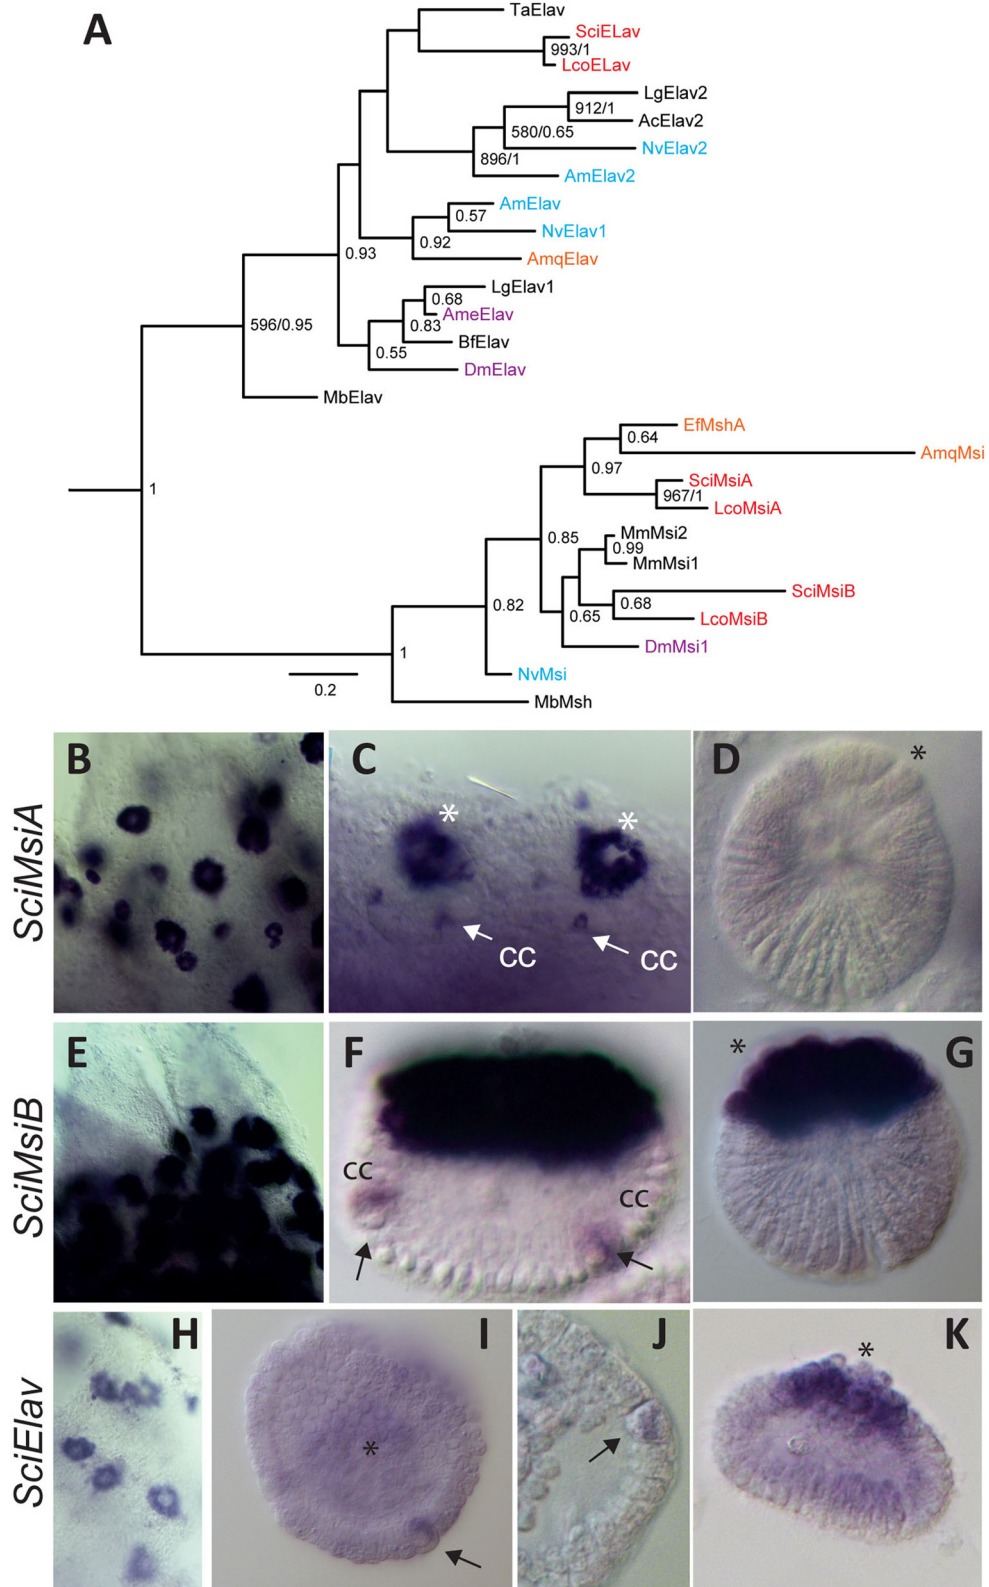 A
TaElav
SciELav
993/1
LcoELav
LgElav2
912/1
AcElav2
580/0.65
NvElav2
896/1
AmElav2
AmElav
0.57
NvElav1
0.92
0.93
AmqElav
LgElav1
0.68
AmeElav
0.83
596/0.95
BfElav
0.55
DmElav
MbElav
EfMshA
0.64
AmqMsi
0.97
SciMsiA
1
967/1
LcoMsiA
MmMsi2
0.85
0.99
MmMsi1
SciMsiB
0.82
0.68
0.65
LcoMsiB
DmMsi1
1
NvMsi
0.2
MbMsh
SciMsiA
B
C
*
*
cc
cc
D
*
SciMsiB
E
F
cc
cc
G
*
SciElav
H
I
*
J
K
*